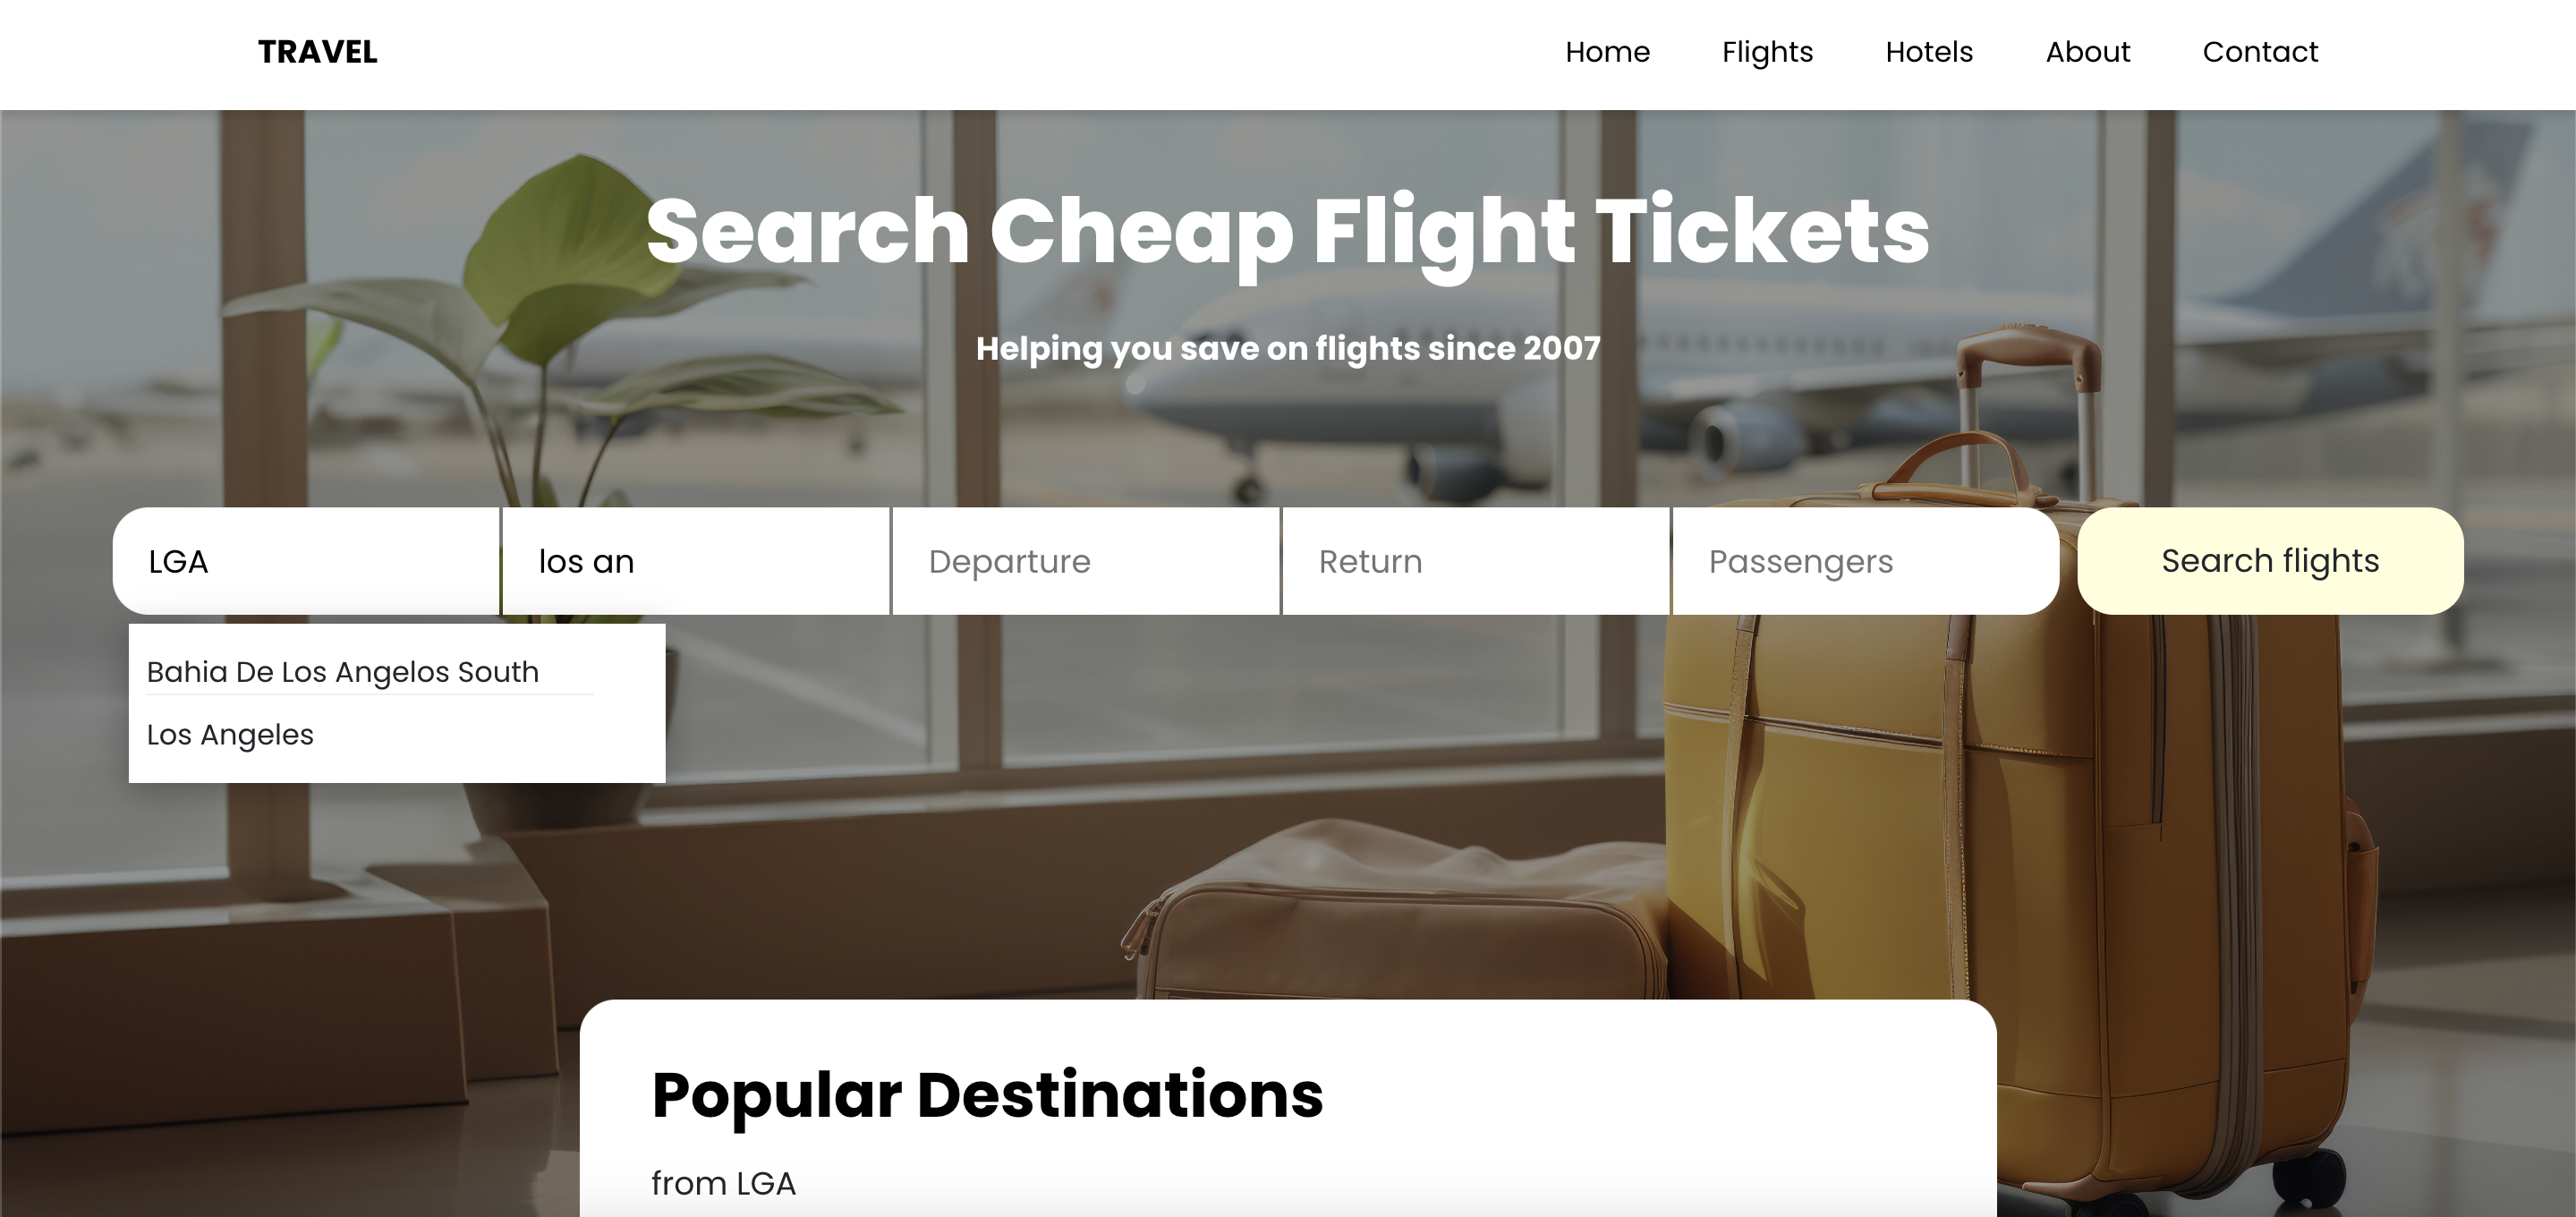 TRAVEL
Home Flights Hotels About Contact
Search Cheap Flight Tickets
Helping you save on flights since 2007
LGA los an Departure Return Passengers Search flights
Bahia De Los Angelos South
Los Angeles
Popular Destinations
from LGA